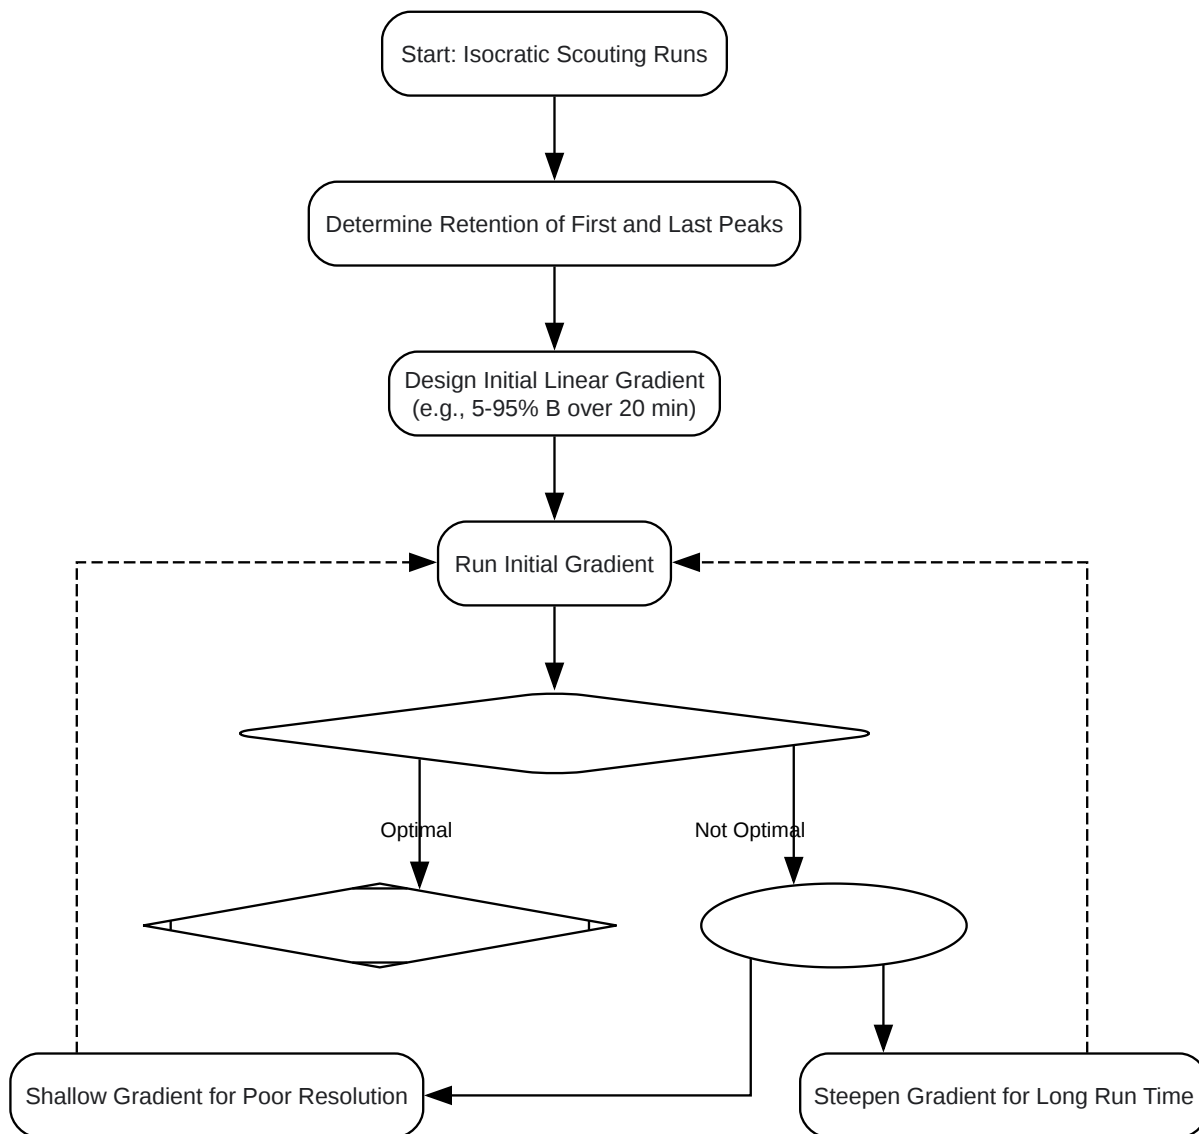 Start: Isocratic Scouting Runs
Determine Retention of First and Last Peaks
Design Initial Linear Gradient
(e.g., 5-95% B over 20 min)
Run Initial Gradient
Optimal
Not Optimal
Shallow Gradient for Poor Resolution
Steepen Gradient for Long Run Time